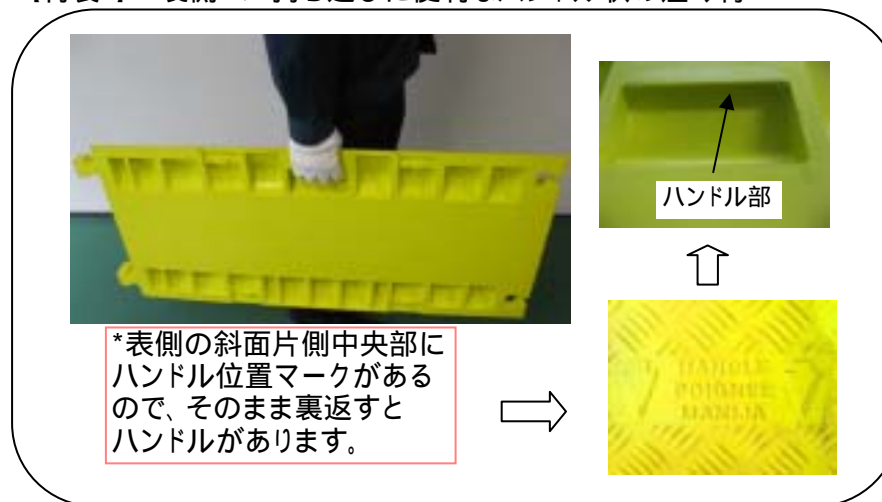 ハンドル部
*表側の斜面片側中央部に
ハンドル位置マークがある
ので、そのまま裏返すと
ハンドルがあります。
HANDLE
POIGNEE
MANIJA